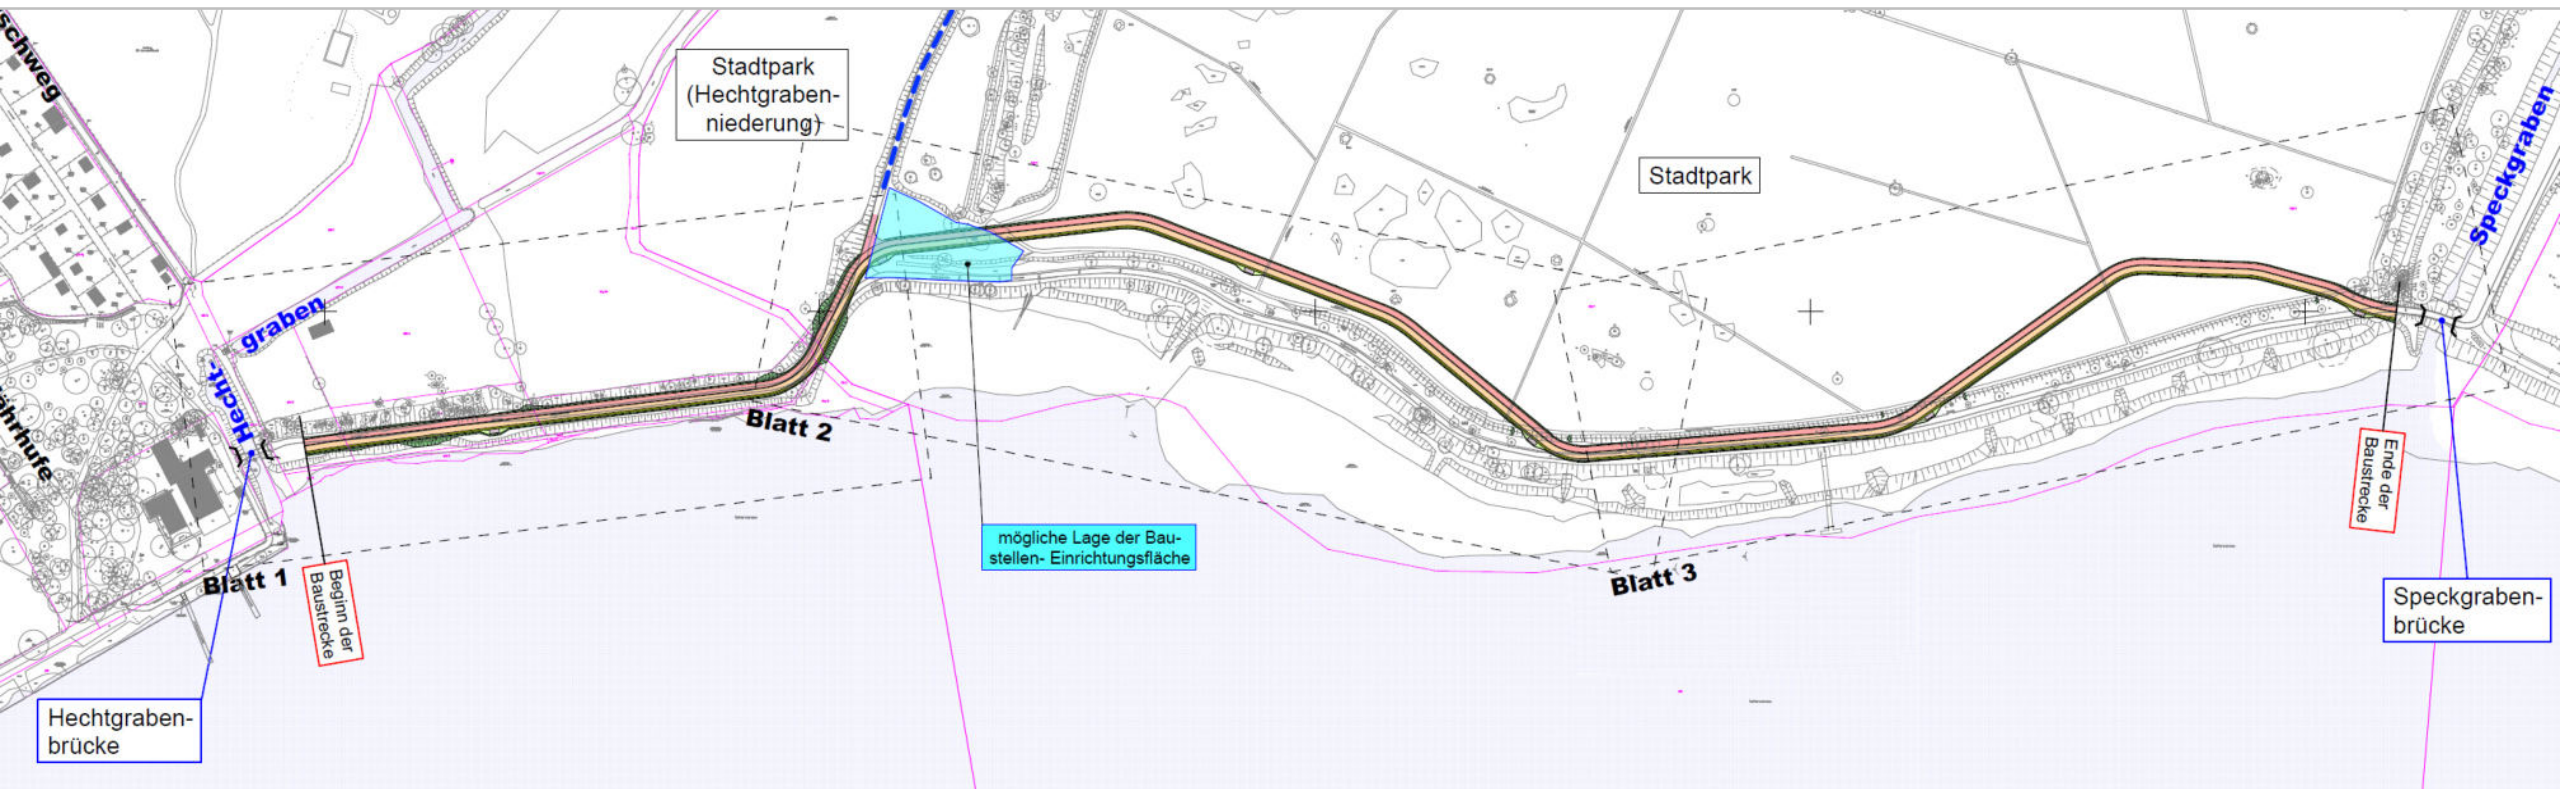 schweg
Stadtpark
(Hechtgraben-
niederung)
Stadtpark
Speckgraben
Hecht-
graben
Blatt 2
mögliche Lage der Bau-
stellen- Einrichtungsfläche
Ende der
Baustrecke
Blatt 1
Beginn der
Baustrecke
Blatt 3
Speckgraben-
brücke
Hechtgraben-
brücke